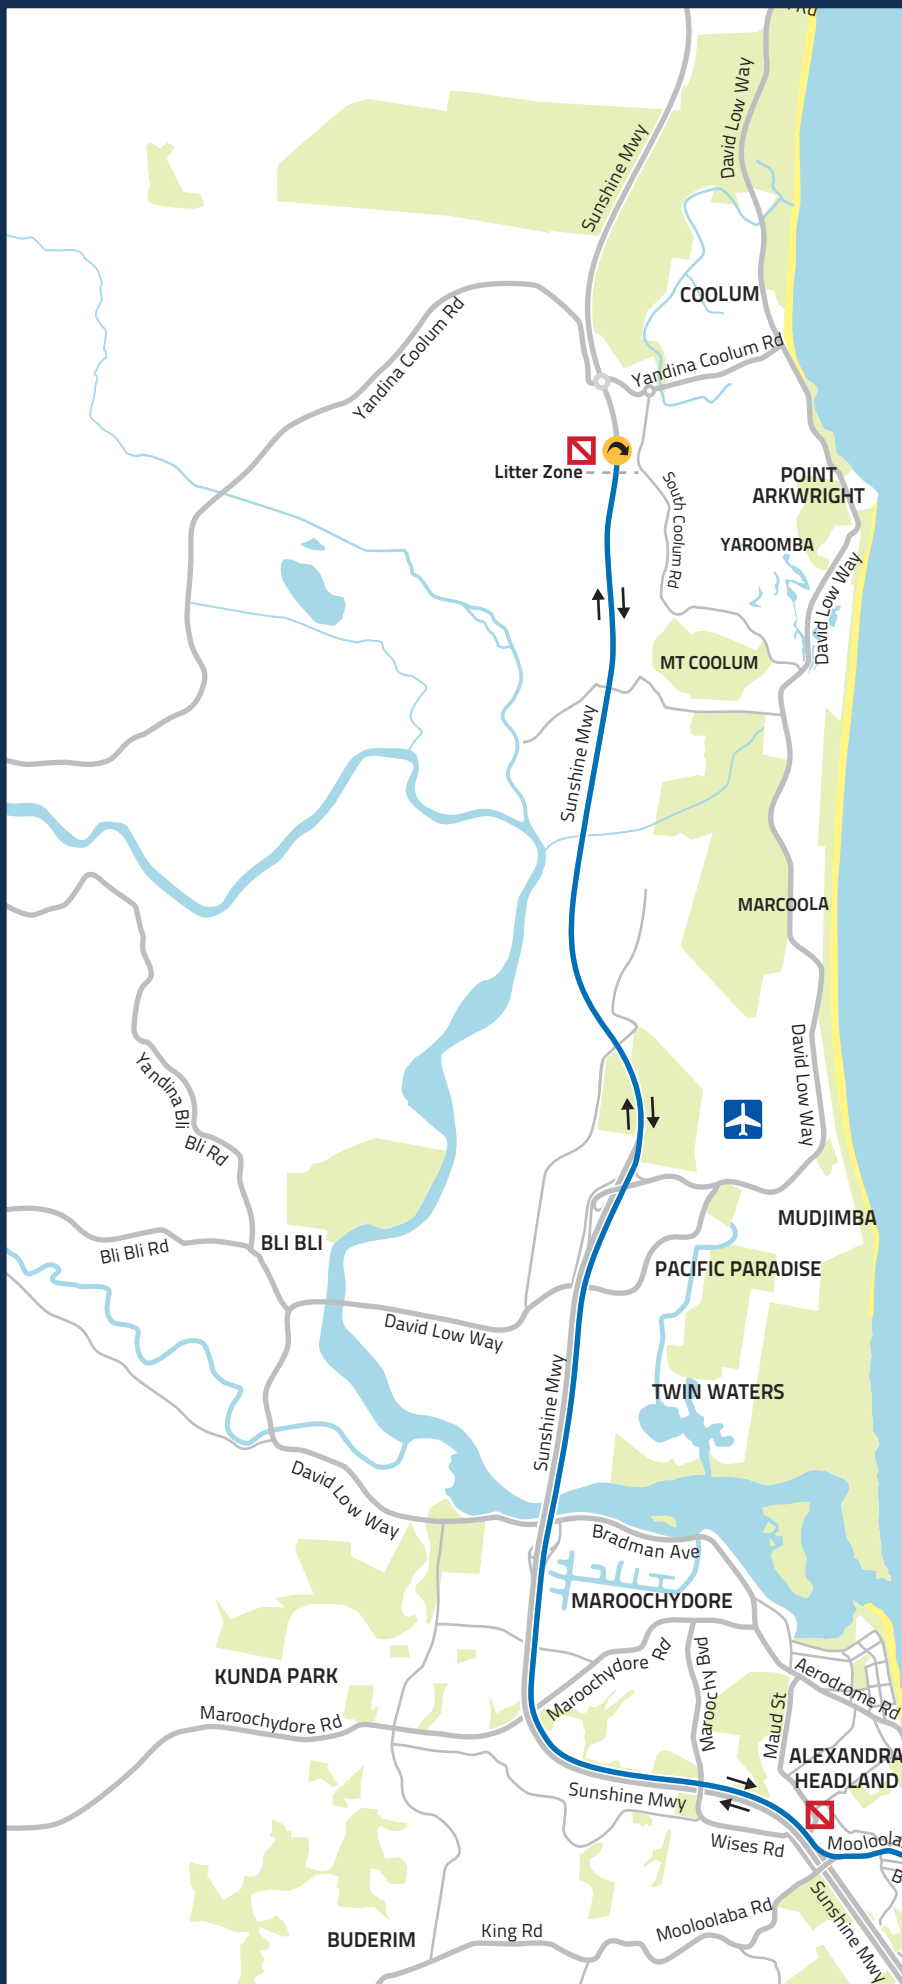 Rd
David Low Way
Sunshine Mwy
COOLUM
Yandina Coolum Rd
Yandina Coolum Rd
Litter Zone
POINT
ARKWRIGHT
South Coolum Rd
YAROOMBA
David Low Way
MT COOLUM
Sunshine Mwy
MARCOOLA
David Low Way
Yandina Bli
Bli Rd
MUDJIMBA
Bli Bli Rd
BLI BLI
PACIFIC PARADISE
David Low Way
Sunshine Mwy
TWIN WATERS
David Low Way
Bradman Ave
MAROOCHYDORE
KUNDA PARK
Maroochydore Rd
Maroochydore Rd
Maroochy Bvd
Maud St
Aerodrome Rd
ALEXANDRA
HEADLAND
Sunshine Mwy
Wises Rd
Mooloola
B
Sunshine Mwy
Mooloolaba Rd
King Rd
BUDERIM